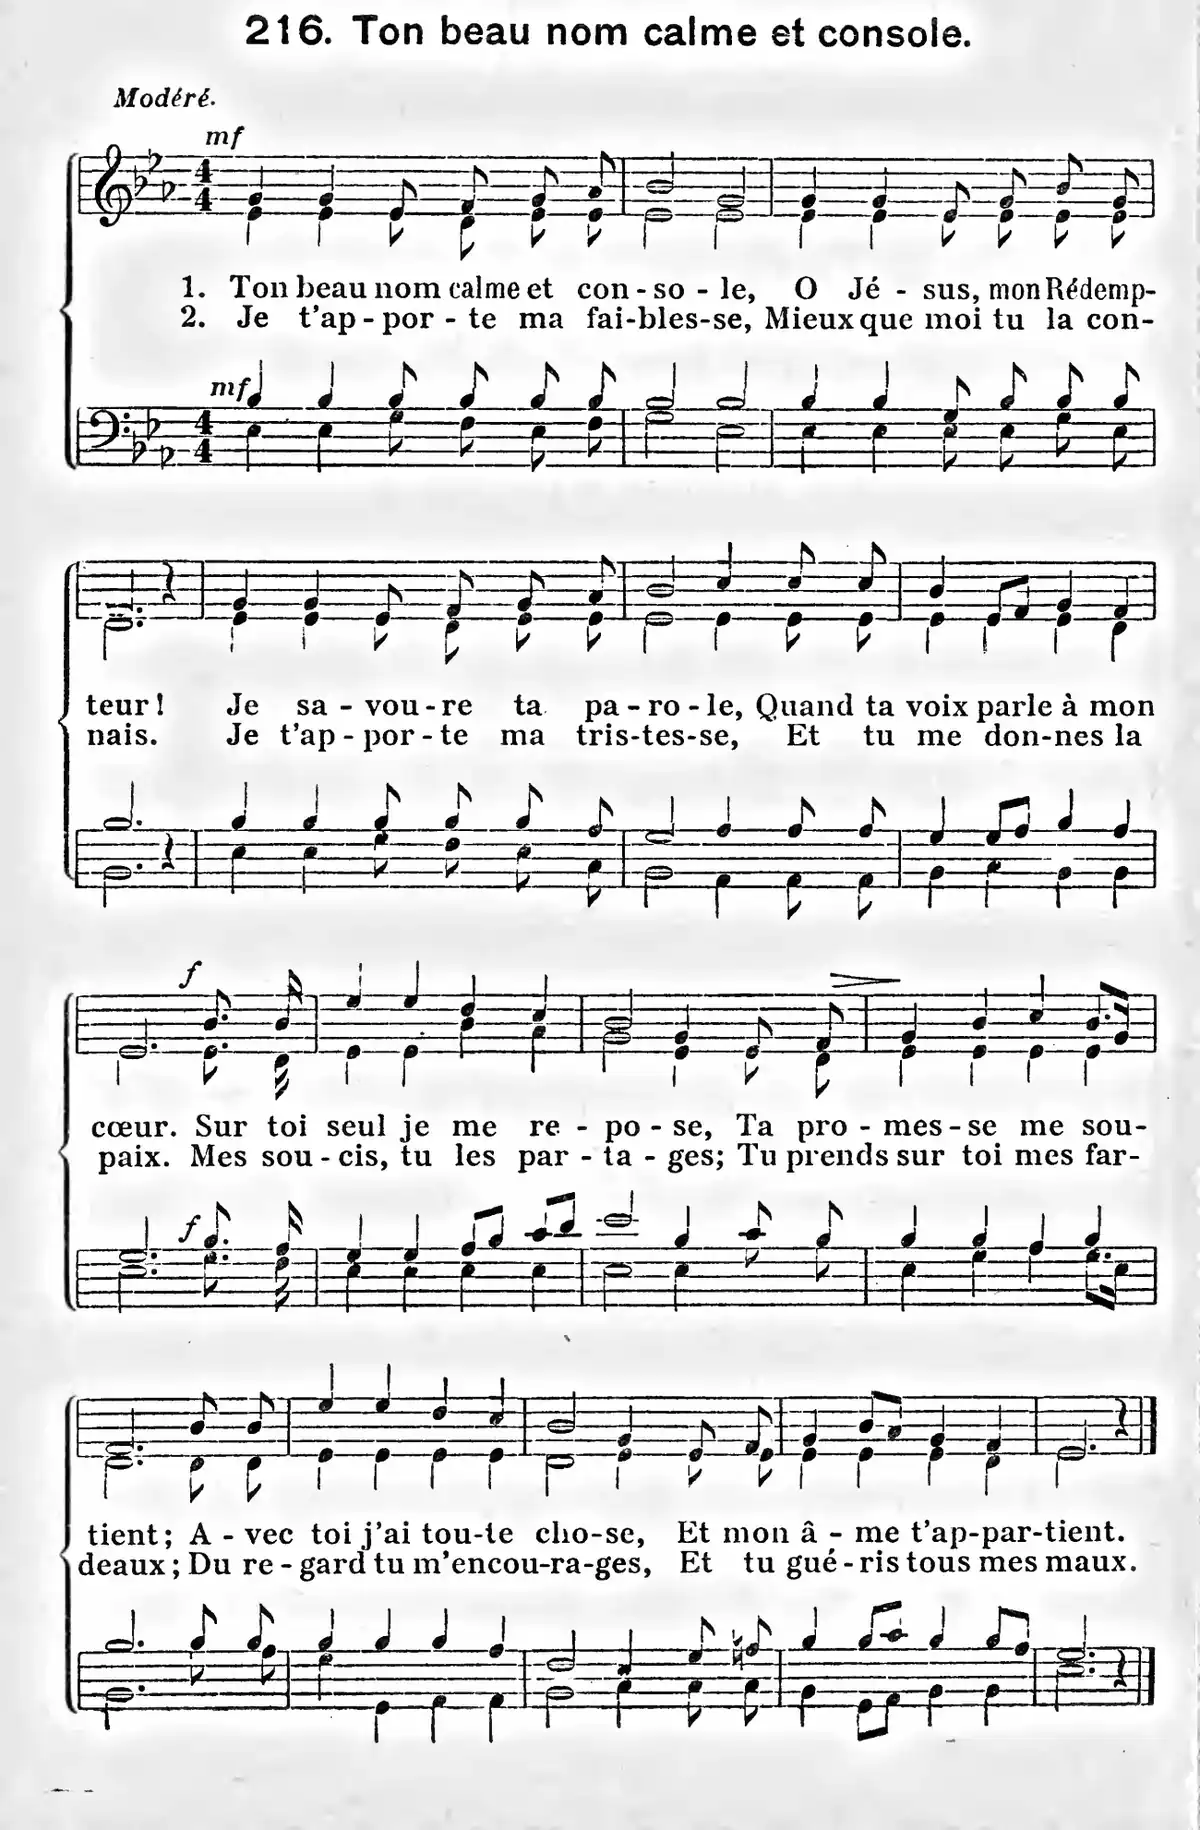 216. Ton beau nom calme et console.
Modéré.
mf
4
4
1. Ton beau nom calme et con - so - le, O Jé - sus, mon Rédemp-
2. Je t'ap - por - te ma fai-bles-se, Mieux que moi tu la con-
mf
4
4
teur! Je sa - vou - re ta pa - ro - le, Quand ta voix parle à mon
nais. Je t'ap - por - te ma tris-tes-se, Et tu me don-nes la
f
cœur. Sur toi seul je me re - po - se, Ta pro - mes - se me sou-
paix. Mes sou - cis, tu les par - ta - ges; Tu prends sur toi mes far-
f
tient; A - vec toi j'ai tou-te cho-se, Et mon â - me t'ap-par-tient.
deaux; Du re - gard tu m'encou-ra-ges, Et tu gué - ris tous mes maux.